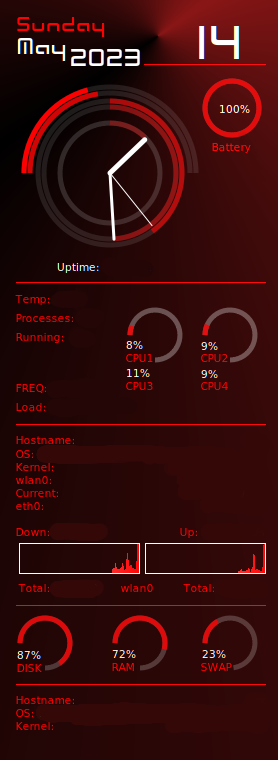 Sunday
May 2023 14
100%
Battery
Uptime:
Temp:
Processes:
Running:
8% 9%
CPU1 CPU2
11% 9%
FREQ: CPU3 CPU4
Load:
Hostname:
OS:
Kernel:
wlan0:
Current:
eth0:
Down: Up:
Total: wlan0 Total:
87% 72% 23%
DISK RAM SWAP
Hostname:
OS:
Kernel: